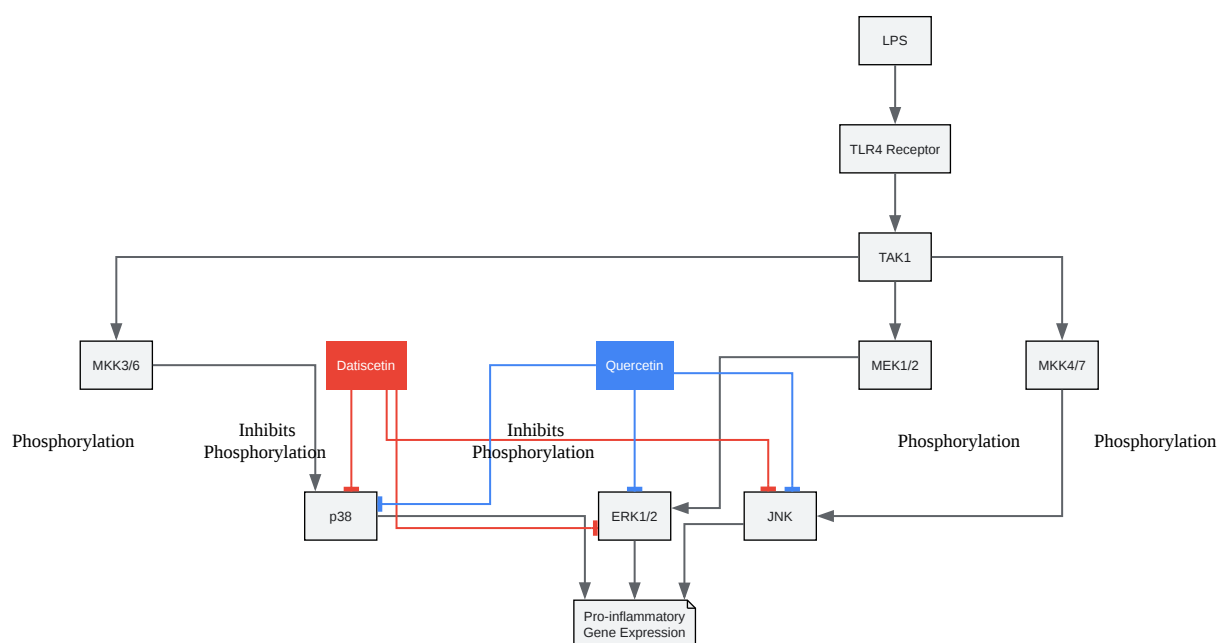 LPS
TLR4 Receptor
TAK1
MKK3/6
Datiscetin
Quercetin
MEK1/2
MKK4/7
Phosphorylation
Inhibits
Phosphorylation
Inhibits
Phosphorylation
Phosphorylation
Phosphorylation
p38
ERK1/2
JNK
Pro-inflammatory
Gene Expression